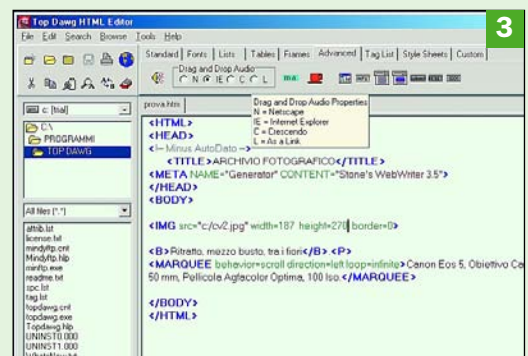 Top Dawg HTML Editor
3
File Edit Search Browse Tools Help
Standard Fonts Lists Tables Frames Advanced Tag List Style Sheets Custom
Drag and Drop Audio
N IE C L
c: [trial]
C:\
PROGRAMMI
TOP DAWG
All files (*.*)
attrib.lst
license.txt
Mindyftp.cnt
Mindyftp.hlp
minftp.exe
readme.txt
spc.lst
tag.lst
topdawg.cnt
topdawg.exe
Topdawg.hlp
UNINST0.000
UNINST1.000
prova.htm
Drag and Drop Audio Properties
N = Netscape
IE = Internet Explorer
C = Crescendo
L = As a Link
<HTML>
<HEAD>
<!-- Minus AutoDato -->
<TITLE>ARCHIVIO FOTOGRAFICO</TITLE>
<META NAME="Generator" CONTENT="Stone's WebWriter 3.5">
</HEAD>
<BODY>
<IMG src="c/cv2.jpg" width=187 height=270 border=0>
<B>Ritratto, mezzo busto, tra i fiori</B> <P>
<MARQUEE behavior=scroll direction=left loop=infinite> Canon Eos 5, Obiettivo Ca
50 mm, Pellicola Agfacolor Optima, 100 Iso.</MARQUEE>
</BODY>
</HTML>